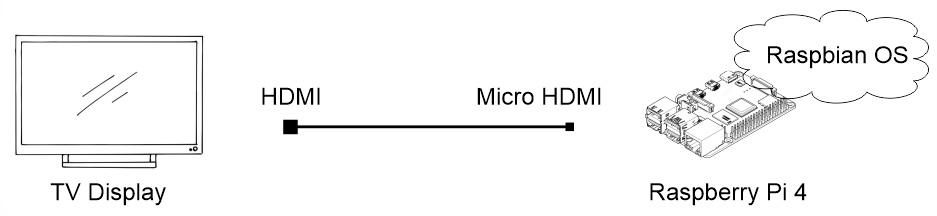 Raspbian OS
HDMI
Micro HDMI
TV Display
Raspberry Pi 4